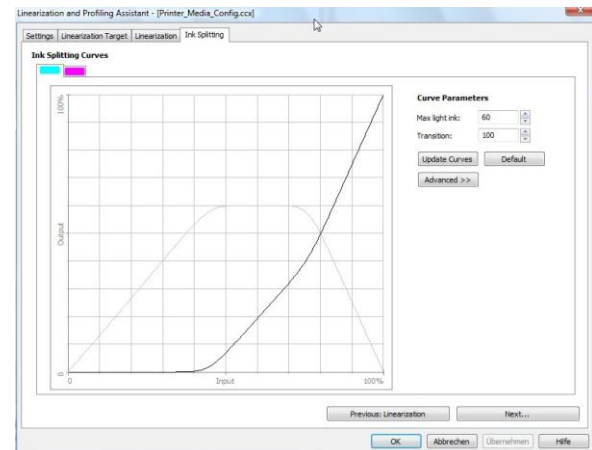 Linearization and Profiling Assistant - [Printer_Media_Config.ccx]
Settings Linearization Target Linearization Ink Splitting
Ink Splitting Curves
100%
Output
0
0 Input 100%
Curve Parameters
Max light ink: 60
Transition: 100
Update Curves Default
Advanced >>
Previous: Linearization Next...
OK Abbrechen Übernehmen Hilfe